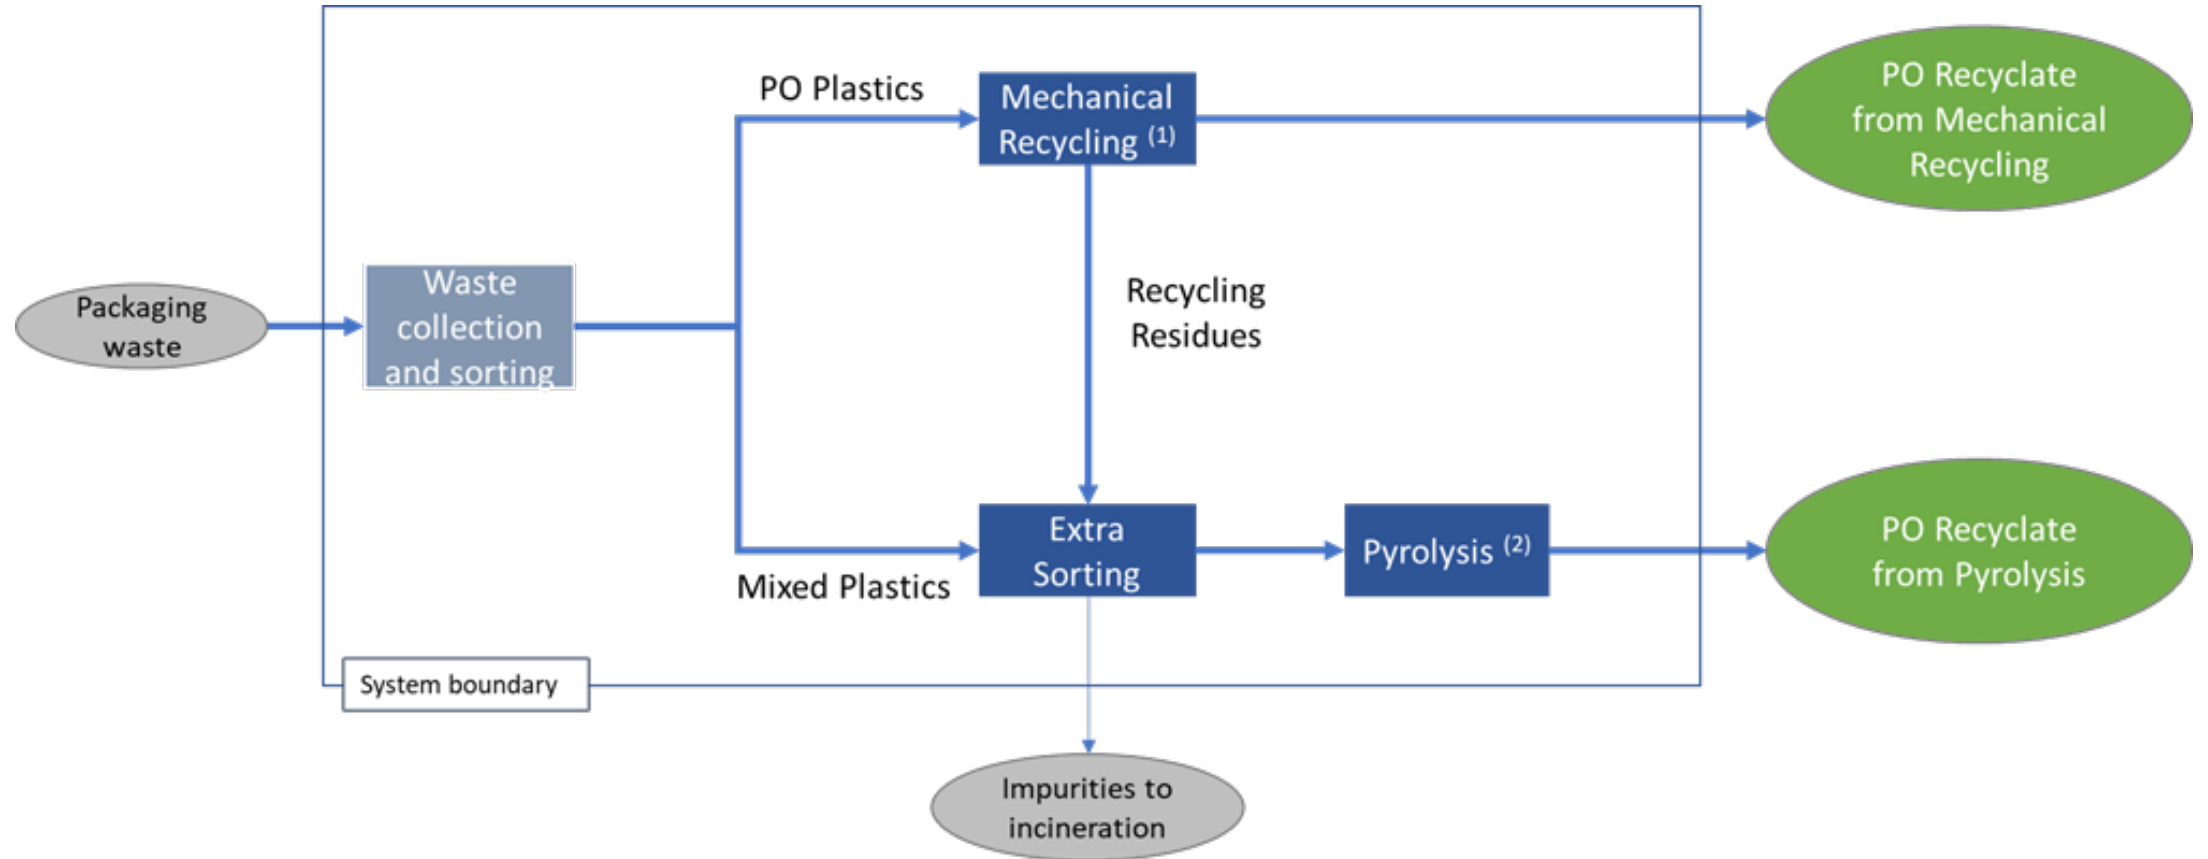 PO Plastics
Mechanical
Recycling (1)
PO Recyclate
from Mechanical
Recycling
Packaging
waste
Waste
collection
and sorting
Recycling
Residues
Mixed Plastics
Extra
Sorting
Pyrolysis (2)
PO Recyclate
from Pyrolysis
System boundary
Impurities to
incineration